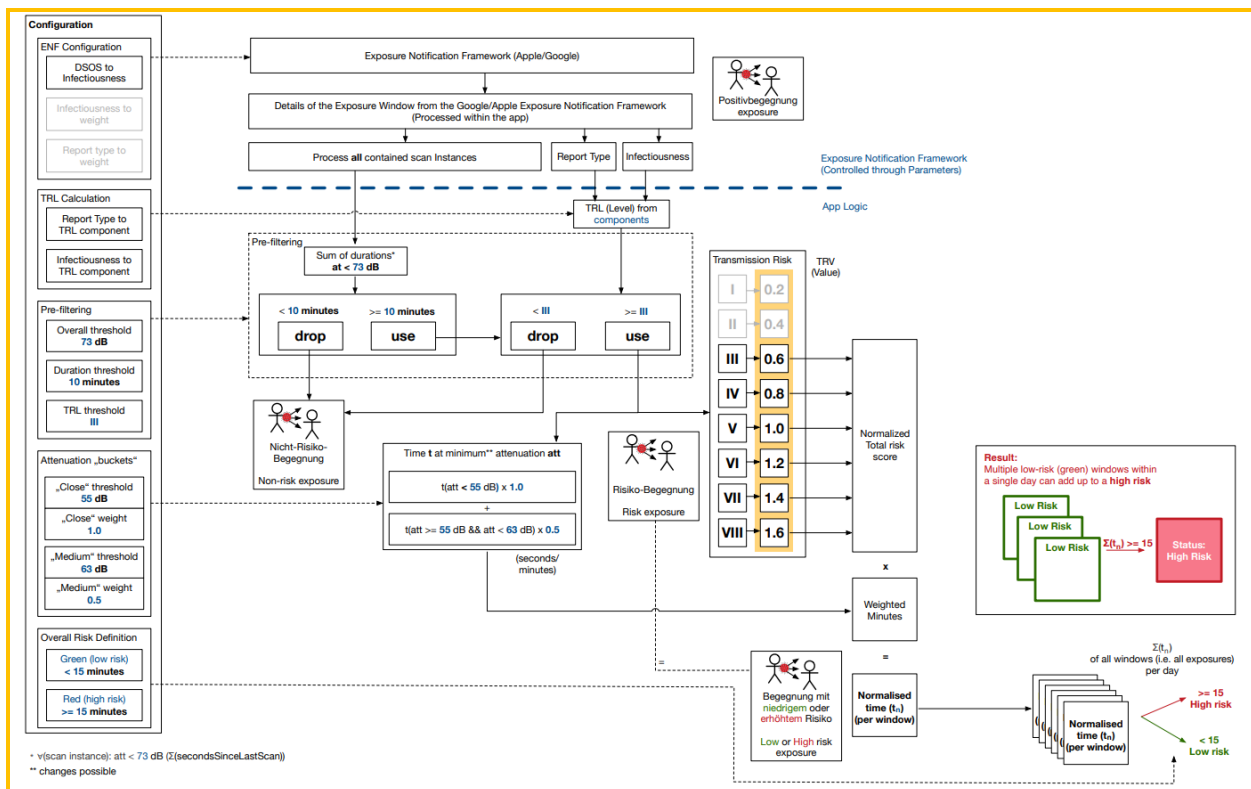 Configuration
ENF Configuration
DSOS to
Infectiousness
Infectiousness to
weight
Report type to
weight
TRL Calculation
Report Type to
TRL component
Infectiousness to
TRL component
Pre-filtering
Overall threshold
73 dB
Duration threshold
10 minutes
TRL threshold
III
Attenuation „buckets“
„Close“ threshold
55 dB
„Close“ weight
1.0
„Medium“ threshold
63 dB
„Medium“ weight
0.5
Overall Risk Definition
Green (low risk)
< 15 minutes
Red (high risk)
>= 15 minutes
Exposure Notification Framework (Apple/Google)
Details of the Exposure Window from the Google/Apple Exposure Notification Framework
(Processed within the app)
Process all contained scan Instances
Report Type
Infectiousness
Positivbegegnung
exposure
Exposure Notification Framework
(Controlled through Parameters)
App Logic
TRL (Level) from
components
Pre-filtering
Sum of durations*
at < 73 dB
< 10 minutes
>= 10 minutes
drop
use
< III
>= III
drop
use
Nicht-Risiko-
Begegnung
Non-risk exposure
Time t at minimum** attenuation att
t(att < 55 dB) x 1.0
+
t(att >= 55 dB && att < 63 dB) x 0.5
(seconds/
minutes)
Risiko-Begegnung
Risk exposure
Transmission Risk
TRV
(Value)
I
0.2
II
0.4
III
0.6
IV
0.8
V
1.0
VI
1.2
VII
1.4
VIII
1.6
Normalized
Total risk
score
x
Weighted
Minutes
=
=
Begegnung mit
niedrigem oder
erhöhtem Risiko
Low or High risk
exposure
Normalised
time (tn)
(per window)
Result:
Multiple low-risk (green) windows within
a single day can add up to a high risk
Low Risk
Low Risk
Low Risk
Σ(tn) >= 15
Status:
High Risk
Σ(tn)
of all windows (i.e. all exposures)
per day
Normalised
time (tn)
(per window)
>= 15
High risk
< 15
Low risk
* ∀(scan instance): att < 73 dB (Σ(secondsSinceLastScan))
** changes possible